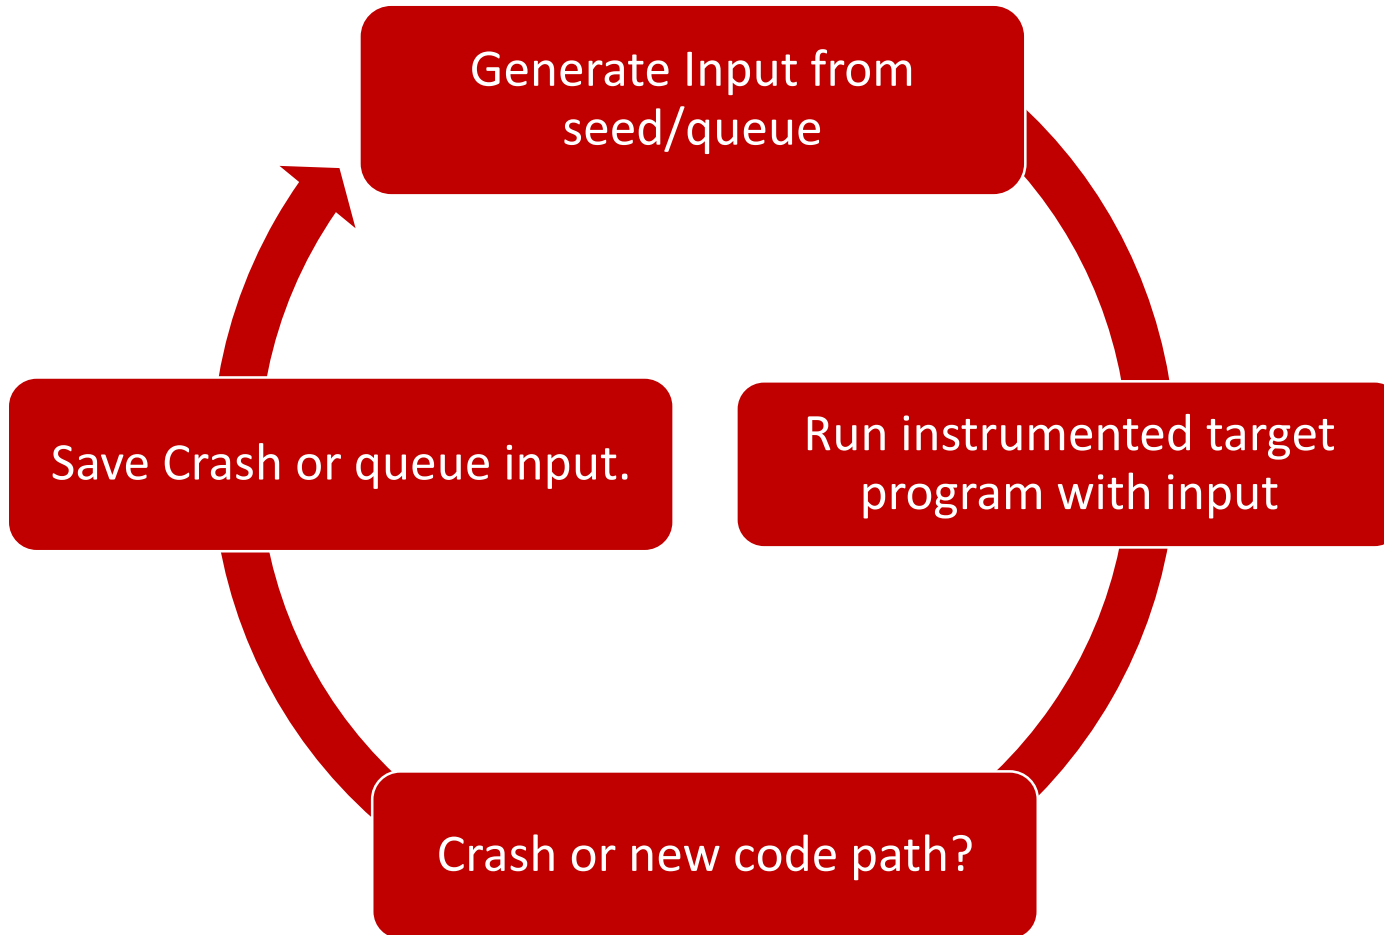 Generate Input from
seed/queue
Save Crash or queue input.
Run instrumented target
program with input
Crash or new code path?